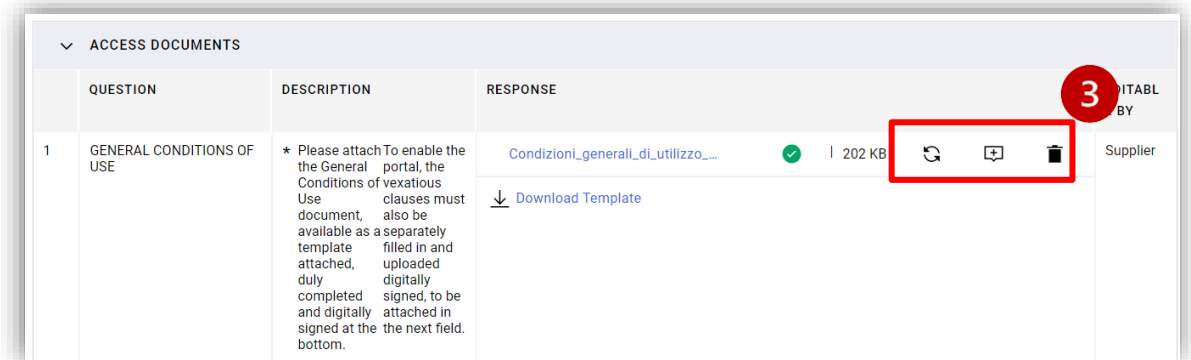 ACCESS DOCUMENTS
QUESTION
DESCRIPTION
RESPONSE
3
ITABL
BY
1
GENERAL CONDITIONS OF
USE
* Please attach
the General
Conditions of
Use
document,
available as a
template
attached,
duly
completed
and digitally
signed at the
bottom.
To enable the
portal, the
vexatious
clauses must
also be
separately
filled in and
uploaded
digitally
signed, to be
attached in
the next field.
Condizioni_generali_di_utilizzo_...
202 KB
Download Template
Supplier